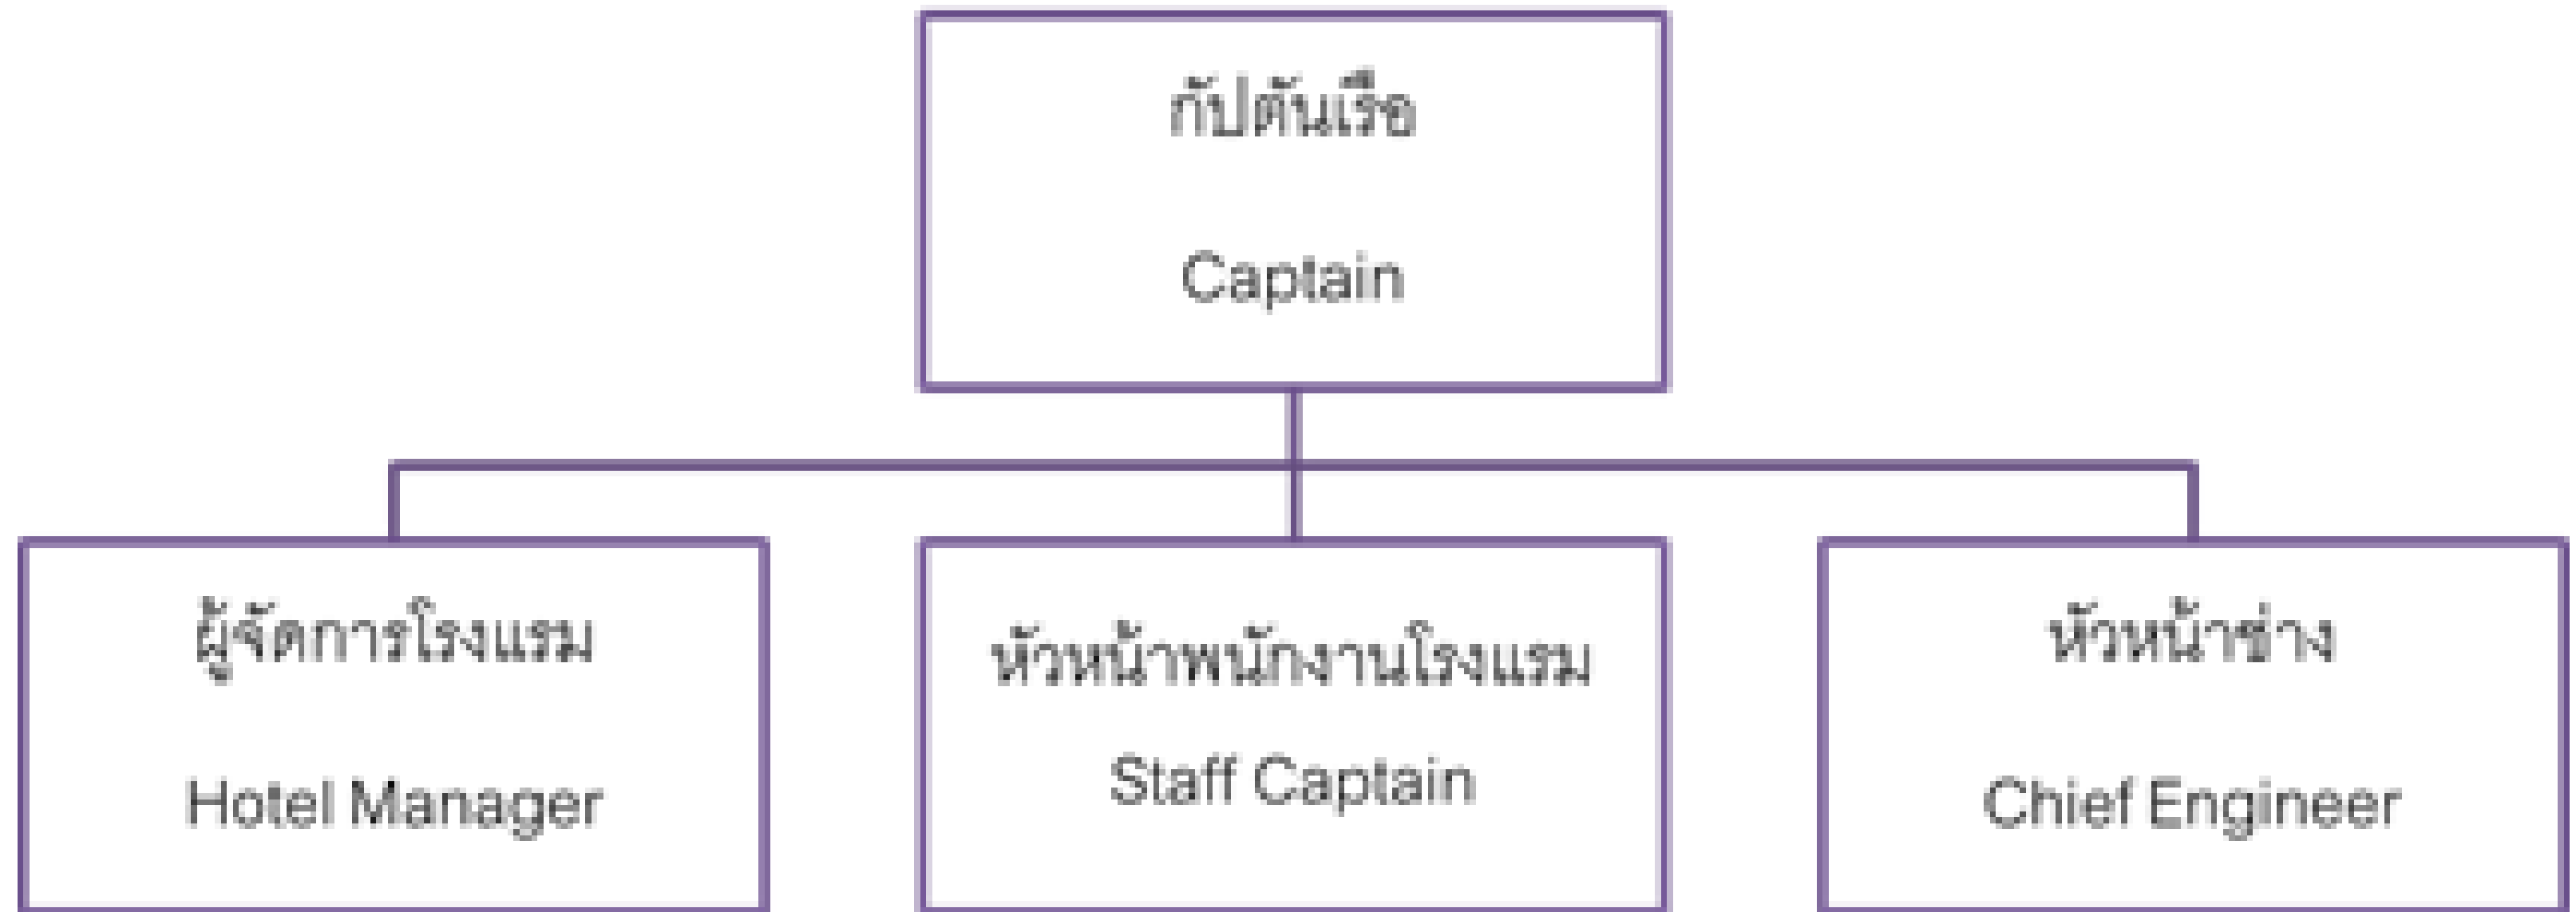 กัปตันเรือ
Captain
ผู้จัดการโรงแรม
Hotel Manager
หัวหน้าพนักงานโรงแรม
Staff Captain
หัวหน้าช่าง
Chief Engineer